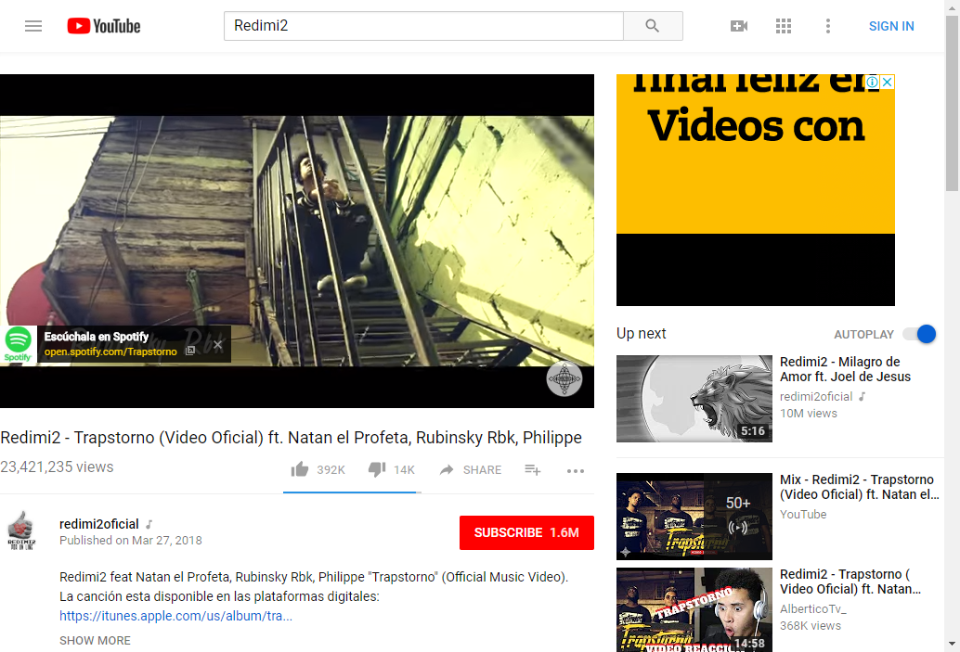 YouTube
Redimi2
SIGN IN
final feliz en
Videos con
Escúchala en Spotify
open.spotify.com/Trapstorno
Rbk
Spotify
Redimi2 - Trapstorno (Video Oficial) ft. Natan el Profeta, Rubinsky Rbk, Philippe
23,421,235 views
392K
14K
SHARE
redimi2oficial
Published on Mar 27, 2018
SUBSCRIBE 1.6M
Redimi2 feat Natan el Profeta, Rubinsky Rbk, Philippe "Trapstorno" (Official Music Video).
La canción esta disponible en las plataformas digitales:
https://itunes.apple.com/us/album/tra...
SHOW MORE
Up next
AUTOPLAY
5:16
Redimi2 - Milagro de
Amor ft. Joel de Jesus
redimi2oficial
10M views
50+
Trapstorno
Mix - Redimi2 - Trapstorno
(Video Oficial) ft. Natan el...
YouTube
TRAPSTORNO
Trapstorno
VIDEO REACCIO...
14:58
Redimi2 - Trapstorno (
Video Oficial) ft. Natan...
AlberticoTv_
368K views